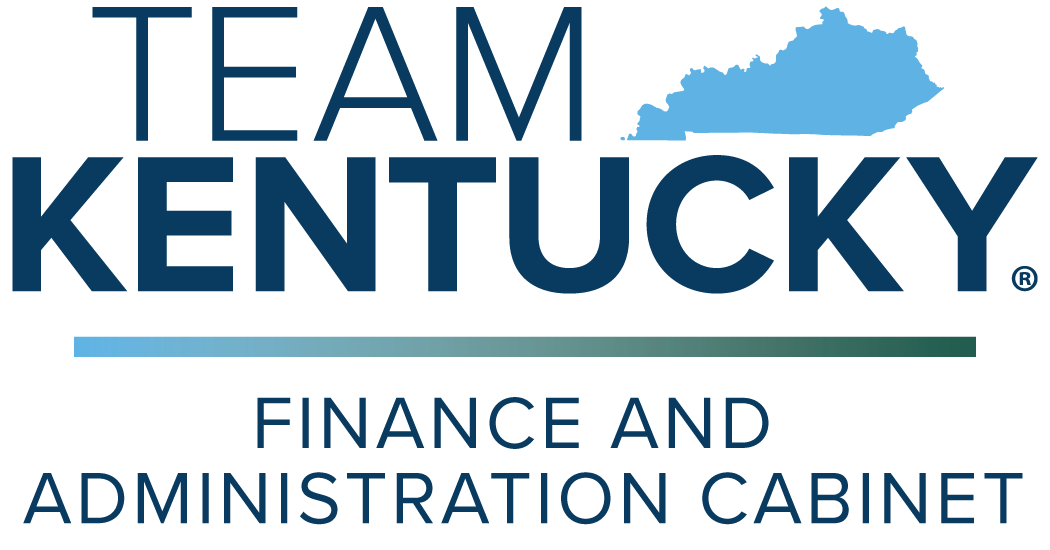 TEAM
KENTUCKY®
FINANCE AND
ADMINISTRATION CABINET